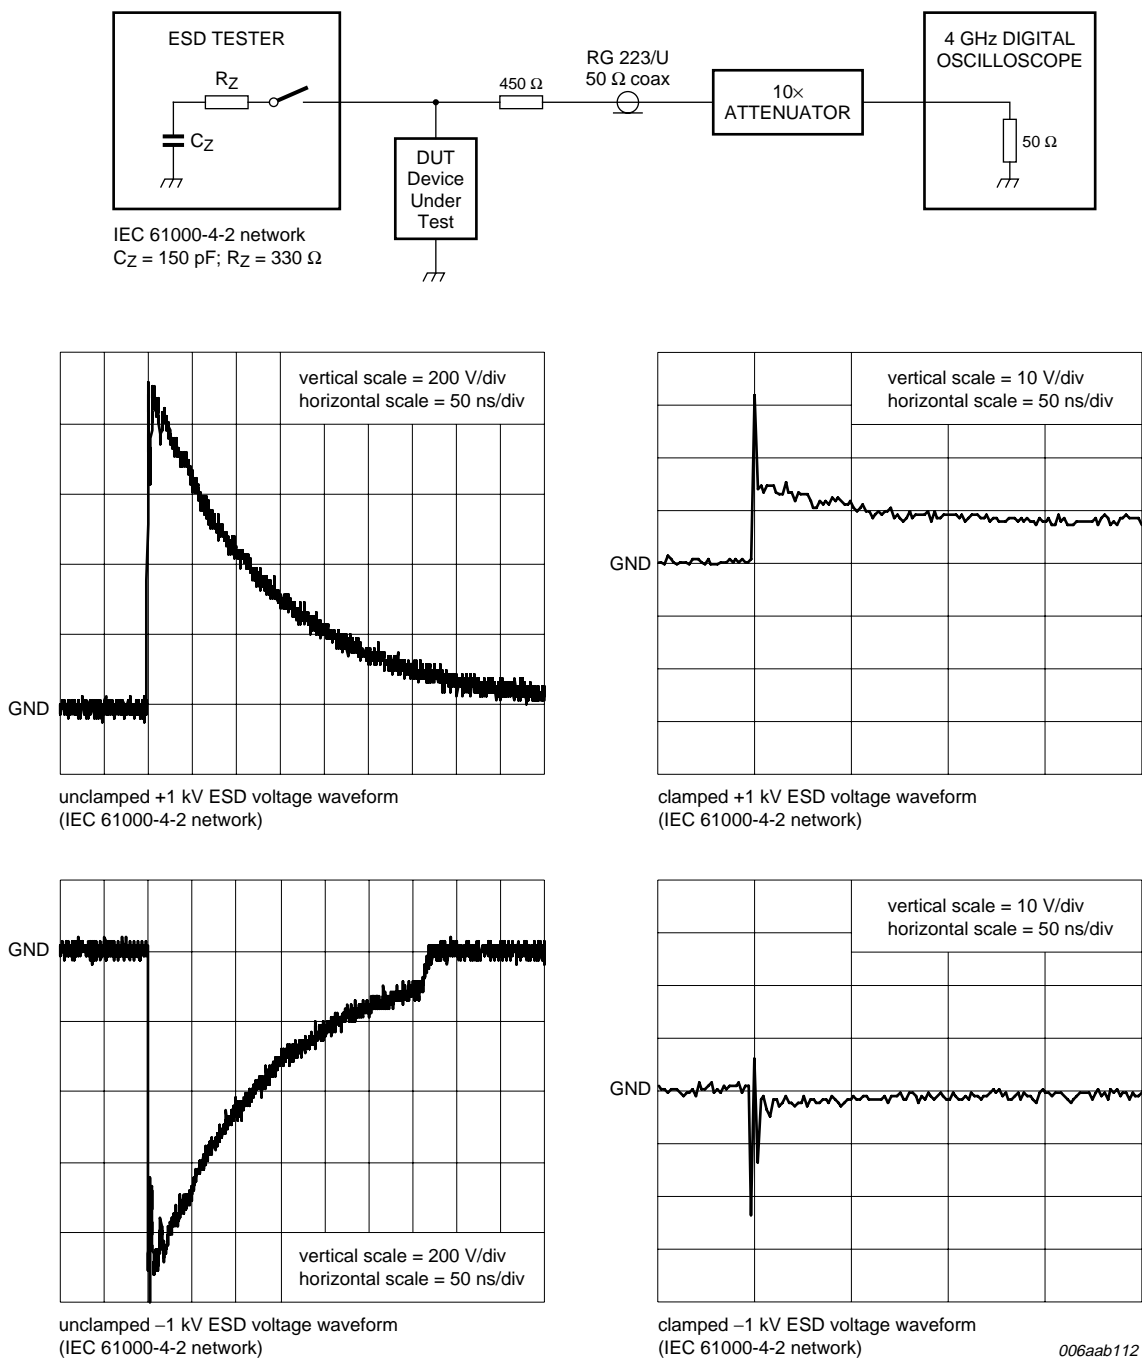 ESD TESTER
RZ
CZ
IEC 61000-4-2 network
CZ = 150 pF; RZ = 330 Ω
DUT
Device
Under
Test
450 Ω
RG 223/U
50 Ω coax
10×
ATTENUATOR
4 GHz DIGITAL
OSCILLOSCOPE
50 Ω
vertical scale = 200 V/div
horizontal scale = 50 ns/div
GND
unclamped +1 kV ESD voltage waveform
(IEC 61000-4-2 network)
vertical scale = 10 V/div
horizontal scale = 50 ns/div
GND
clamped +1 kV ESD voltage waveform
(IEC 61000-4-2 network)
GND
vertical scale = 200 V/div
horizontal scale = 50 ns/div
unclamped −1 kV ESD voltage waveform
(IEC 61000-4-2 network)
vertical scale = 10 V/div
horizontal scale = 50 ns/div
GND
clamped −1 kV ESD voltage waveform
(IEC 61000-4-2 network)
006aab112